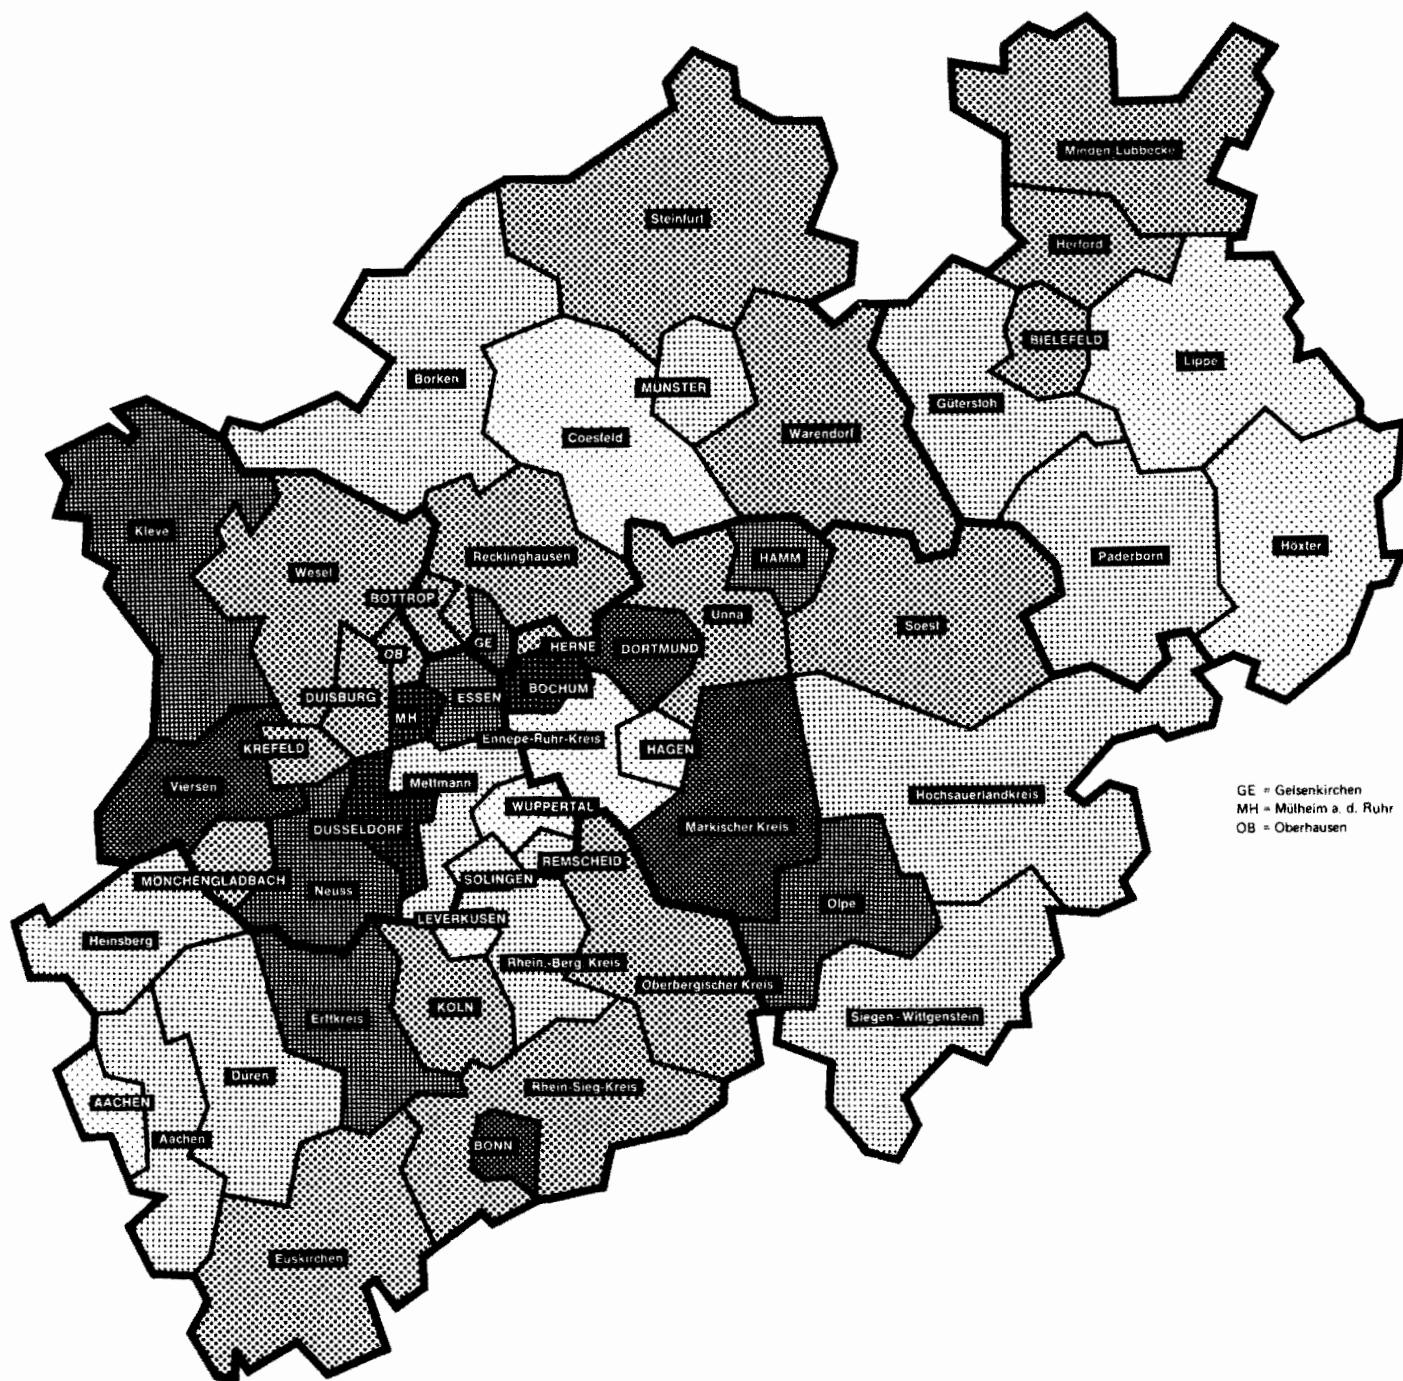 Minden-Lubbecke
Steinfurt
Herford
BIELEFELD
Lippe
Borken
MUNSTER
Gütersloh
Coesfeld
Warendorf
Kleve
Recklinghausen
HAMM
Paderborn
Höxter
Wesel
BOTTROP
Unna
Soest
GE
HERNE
DORTMUND
OB
DUISBURG
ESSEN
BOCHUM
MH
KREFELD
Ennepe-Ruhr-Kreis
HAGEN
Viersen
Mettmann
Hochsauerlandkreis
GE = Gelsenkirchen
MH = Mülheim a. d. Ruhr
OB = Oberhausen
WUPPERTAL
DUSSELDORF
Markischer Kreis
REMSCHEID
MONCHENGLADBACH
Neuss
SOLINGEN
Olpe
LEVERKUSEN
Heinsberg
Rhein.-Berg. Kreis
Oberbergischer Kreis
Erftkreis
KOLN
Siegen-Wittgenstein
Duren
Rhein-Sieg-Kreis
AACHEN
Aachen
BONN
Euskirchen